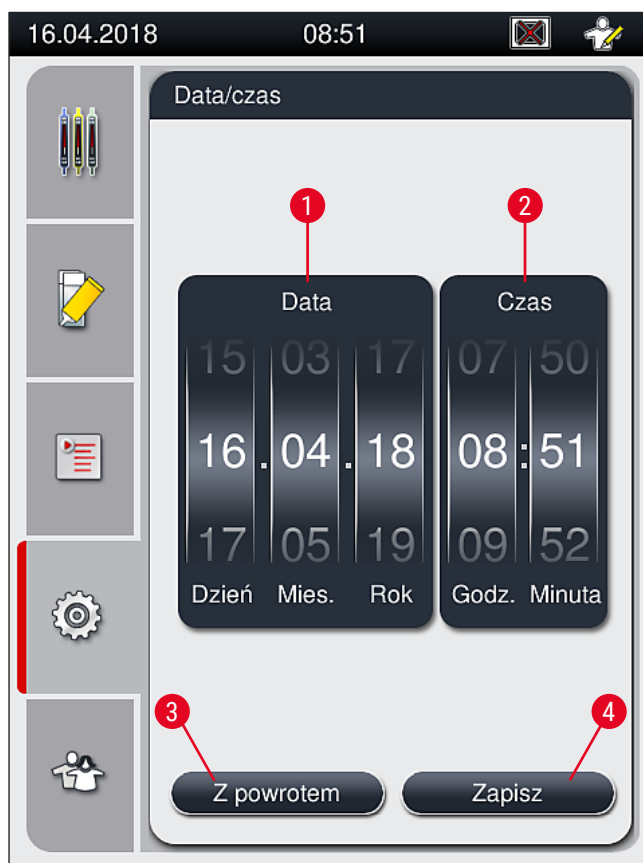 16.04.2018 08:51
Data/czas
1 2
Data Czas
15 03 17 07 50
16 . 04 . 18 08 : 51
17 05 19 09 52
Dzień Mies. Rok Godz. Minuta
3 4
Z powrotem Zapisz